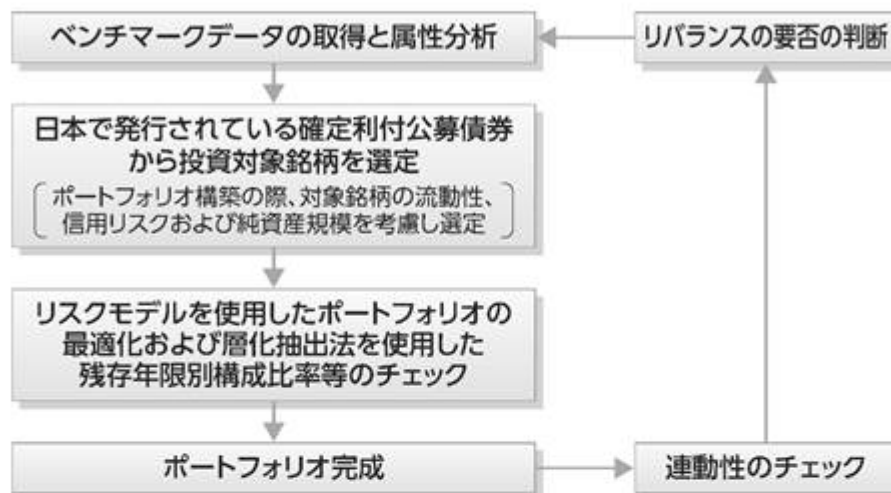 ベンチマークデータの取得と属性分析
リバランスの要否の判断
日本で発行されている確定利付公募債券
から投資対象銘柄を選定
ポートフォリオ構築の際、対象銘柄の流動性、
信用リスクおよび純資産規模を考慮し選定
リスクモデルを使用したポートフォリオの
最適化および層化抽出法を使用した
残存年限別構成比率等のチェック
ポートフォリオ完成
連動性のチェック